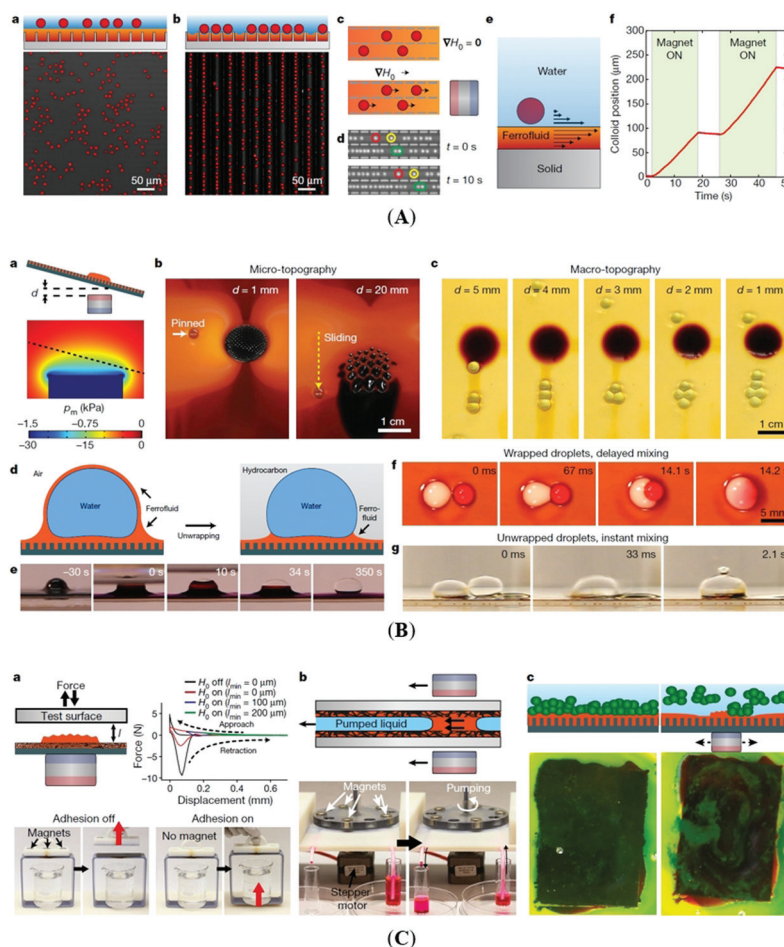 a
b
c
e
f
∇H₀ = 0
∇H₀ →
d
t = 0 s
t = 10 s
50 µm
50 µm
Water
Ferrofluid
Solid
Colloid position (µm)
300
250
200
150
100
50
0
Magnet ON
Magnet ON
0 10 20 30 40
Time (s)
(A)
a
d
pₘ (kPa)
−1.5 −0.75 0
−30 −15 0
b
Micro-topography
d = 1 mm
d = 20 mm
Pinned
Sliding
1 cm
c
Macro-topography
d = 5 mm
d = 4 mm
d = 3 mm
d = 2 mm
d = 1 mm
1 cm
d
Air
Water
Ferrofluid
Unwrapping
Hydrocarbon
Water
Ferro-
fluid
e
−30 s
0 s
10 s
34 s
350 s
f
Wrapped droplets, delayed mixing
0 ms
67 ms
14.1 s
14.2
5 mm
g
Unwrapped droplets, instant mixing
0 ms
33 ms
2.1 s
(B)
a
Force
Test surface
l
H₀ off (lₘᵢₙ = 0 µm)
H₀ on (lₘᵢₙ = 0 µm)
H₀ on (lₘᵢₙ = 100 µm)
H₀ on (lₘᵢₙ = 200 µm)
Approach
Retraction
Force (N)
5
0
−5
−10
0 0.2 0.4 0.6
Displacement (mm)
Adhesion off
Magnets
Adhesion on
No magnet
b
Pumped liquid
Magnets
Pumping
Stepper
motor
c
(C)